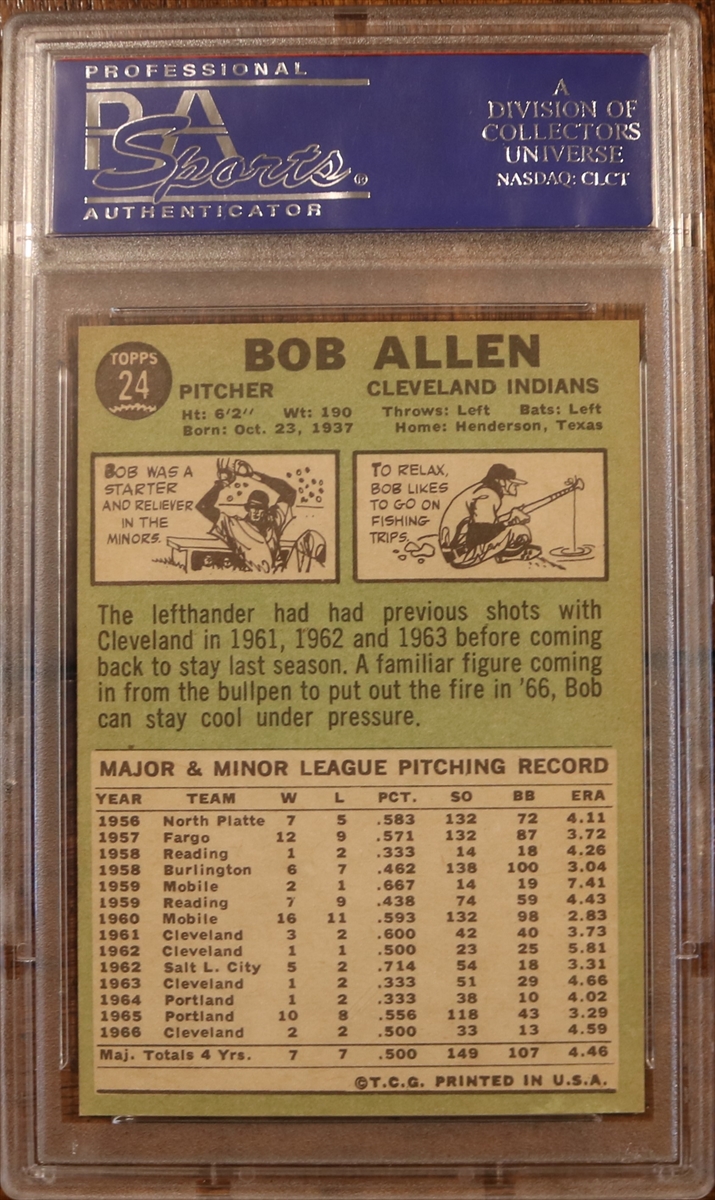 PROFESSIONAL
PSA
Sports®
AUTHENTICATOR
A
DIVISION OF
COLLECTORS
UNIVERSE
NASDAQ: CLCT
TOPPS
24
BOB ALLEN
PITCHER CLEVELAND INDIANS
Ht: 6'2" Wt: 190 Throws: Left Bats: Left
Born: Oct. 23, 1937 Home: Henderson, Texas
BOB WAS A
STARTER
AND RELIEVER
IN THE
MINORS.
TO RELAX,
BOB LIKES
TO GO ON
FISHING
TRIPS.
The lefthander had had previous shots with
Cleveland in 1961, 1962 and 1963 before coming
back to stay last season. A familiar figure coming
in from the bullpen to put out the fire in '66, Bob
can stay cool under pressure.
MAJOR & MINOR LEAGUE PITCHING RECORD
YEAR TEAM W L PCT. SO BB ERA
1956 North Platte 7 5 .583 132 72 4.11
1957 Fargo 12 9 .571 132 87 3.72
1958 Reading 1 2 .333 14 18 4.26
1958 Burlington 6 7 .462 138 100 3.04
1959 Mobile 2 1 .667 14 19 7.41
1959 Reading 7 9 .438 74 59 4.43
1960 Mobile 16 11 .593 132 98 2.83
1961 Cleveland 3 2 .600 42 40 3.73
1962 Cleveland 1 1 .500 23 25 5.81
1962 Salt L. City 5 2 .714 54 18 3.31
1963 Cleveland 1 2 .333 51 29 4.66
1964 Portland 1 2 .333 38 10 4.02
1965 Portland 10 8 .556 118 43 3.29
1966 Cleveland 2 2 .500 33 13 4.59
Maj. Totals 4 Yrs. 7 7 .500 149 107 4.46
©T.C.G. PRINTED IN U.S.A.